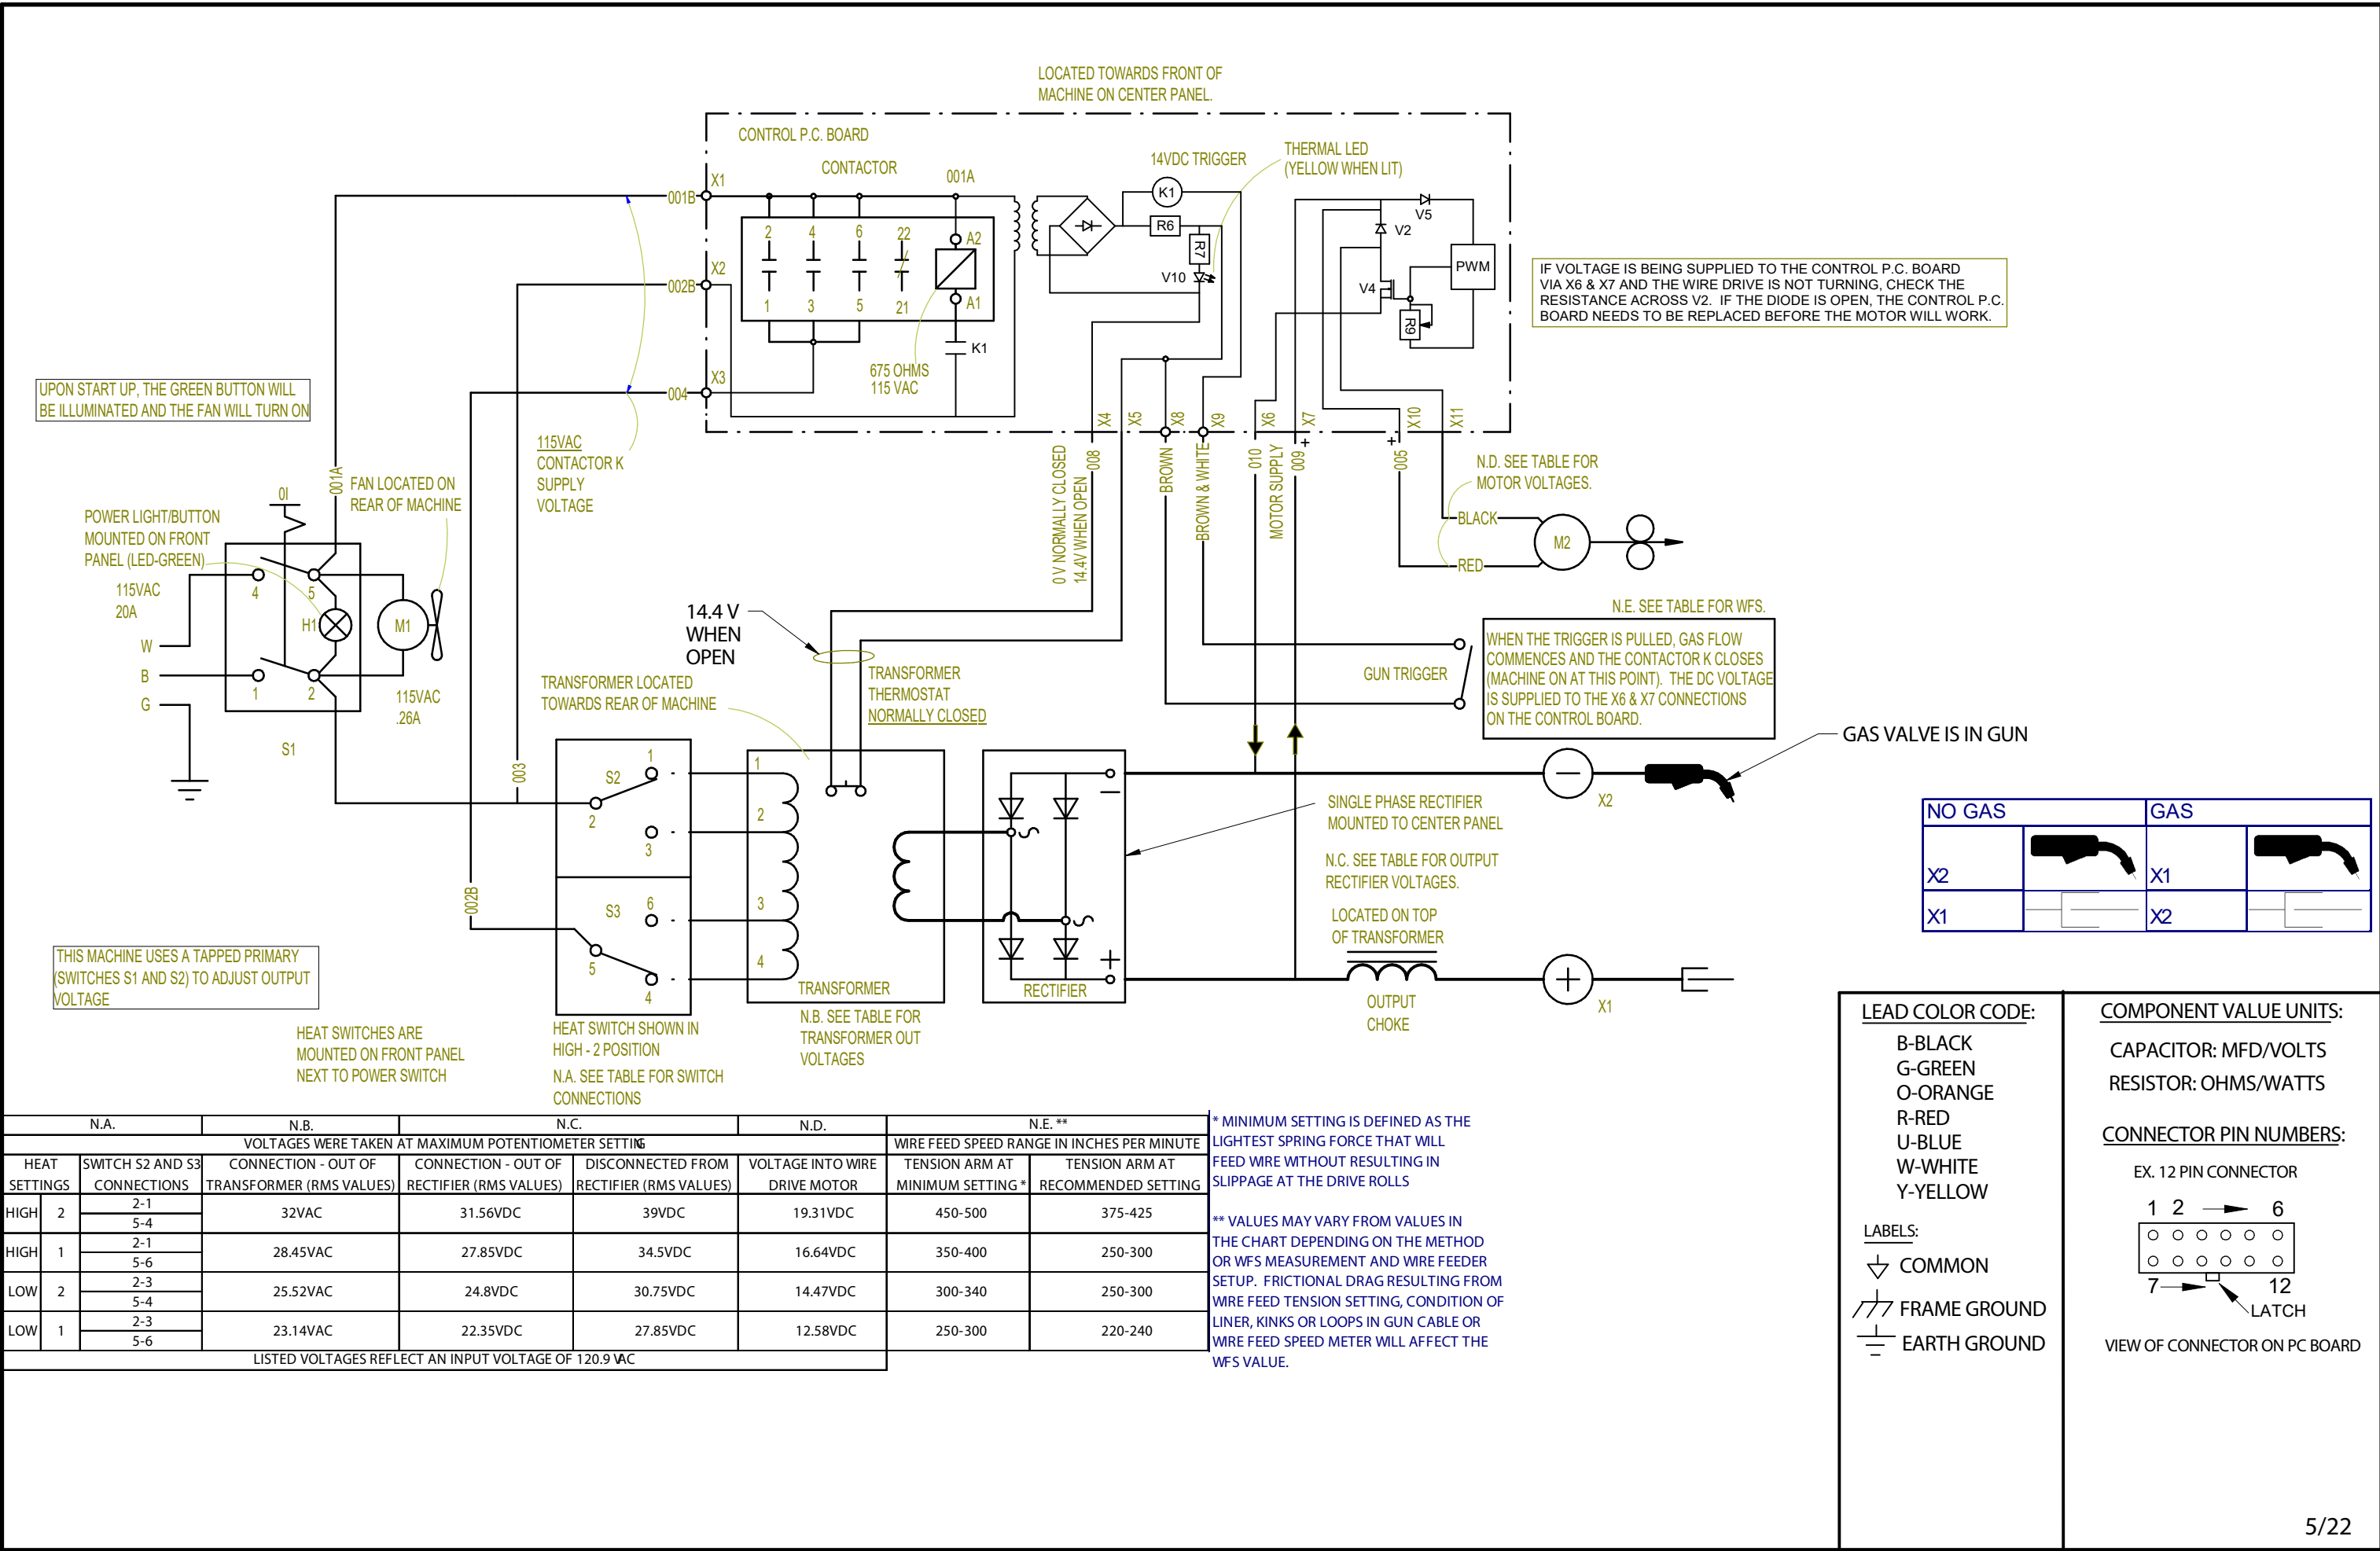 LOCATED TOWARDS FRONT OF
MACHINE ON CENTER PANEL.
CONTROL P.C. BOARD
CONTACTOR
001A
14VDC TRIGGER
THERMAL LED
(YELLOW WHEN LIT)
X1
001B
K1
R6
R7
V10
V5
V2
V4
PWM
R9
2
4
6
22
A2
1
3
5
21
A1
X2
002B
K1
675 OHMS
115 VAC
X3
004
IF VOLTAGE IS BEING SUPPLIED TO THE CONTROL P.C. BOARD
VIA X6 & X7 AND THE WIRE DRIVE IS NOT TURNING, CHECK THE
RESISTANCE ACROSS V2. IF THE DIODE IS OPEN, THE CONTROL P.C.
BOARD NEEDS TO BE REPLACED BEFORE THE MOTOR WILL WORK.
UPON START UP, THE GREEN BUTTON WILL
BE ILLUMINATED AND THE FAN WILL TURN ON
X4
X5
X8
X9
X6
X7
X10
X11
115VAC
CONTACTOR K
SUPPLY
VOLTAGE
0 V NORMALLY CLOSED
14.4V WHEN OPEN
008
BROWN
BROWN & WHITE
010
MOTOR SUPPLY
009
+
+
005
N.D. SEE TABLE FOR
MOTOR VOLTAGES.
BLACK
RED
M2
001A
FAN LOCATED ON
REAR OF MACHINE
0I
POWER LIGHT/BUTTON
MOUNTED ON FRONT
PANEL (LED-GREEN)
115VAC
20A
4
5
H1
M1
W
B
G
1
2
115VAC
.26A
S1
14.4 V
WHEN
OPEN
TRANSFORMER
THERMOSTAT
NORMALLY CLOSED
TRANSFORMER LOCATED
TOWARDS REAR OF MACHINE
N.E. SEE TABLE FOR WFS.
WHEN THE TRIGGER IS PULLED, GAS FLOW
COMMENCES AND THE CONTACTOR K CLOSES
(MACHINE ON AT THIS POINT). THE DC VOLTAGE
IS SUPPLIED TO THE X6 & X7 CONNECTIONS
ON THE CONTROL BOARD.
GUN TRIGGER
GAS VALVE IS IN GUN
003
002B
S2
1
2
3
S3
6
5
4
1
2
3
4
TRANSFORMER
RECTIFIER
SINGLE PHASE RECTIFIER
MOUNTED TO CENTER PANEL
N.C. SEE TABLE FOR OUTPUT
RECTIFIER VOLTAGES.
LOCATED ON TOP
OF TRANSFORMER
OUTPUT
CHOKE
X2
X1
NO GAS
GAS
X2
X1
X1
X2
THIS MACHINE USES A TAPPED PRIMARY
(SWITCHES S1 AND S2) TO ADJUST OUTPUT
VOLTAGE
HEAT SWITCHES ARE
MOUNTED ON FRONT PANEL
NEXT TO POWER SWITCH
HEAT SWITCH SHOWN IN
HIGH - 2 POSITION
N.A. SEE TABLE FOR SWITCH
CONNECTIONS
N.B. SEE TABLE FOR
TRANSFORMER OUT
VOLTAGES
N.A. N.B. N.C. N.D. N.E. **
VOLTAGES WERE TAKEN AT MAXIMUM POTENTIOMETER SETTING
WIRE FEED SPEED RANGE IN INCHES PER MINUTE
HEAT
SETTINGS
SWITCH S2 AND S3
CONNECTIONS
CONNECTION - OUT OF
TRANSFORMER (RMS VALUES)
CONNECTION - OUT OF
RECTIFIER (RMS VALUES)
DISCONNECTED FROM
RECTIFIER (RMS VALUES)
VOLTAGE INTO WIRE
DRIVE MOTOR
TENSION ARM AT
MINIMUM SETTING *
TENSION ARM AT
RECOMMENDED SETTING
HIGH 2 2-1 5-4 32VAC 31.56VDC 39VDC 19.31VDC 450-500 375-425
HIGH 1 2-1 5-6 28.45VAC 27.85VDC 34.5VDC 16.64VDC 350-400 250-300
LOW 2 2-3 5-4 25.52VAC 24.8VDC 30.75VDC 14.47VDC 300-340 250-300
LOW 1 2-3 5-6 23.14VAC 22.35VDC 27.85VDC 12.58VDC 250-300 220-240
LISTED VOLTAGES REFLECT AN INPUT VOLTAGE OF 120.9 VAC
* MINIMUM SETTING IS DEFINED AS THE
LIGHTEST SPRING FORCE THAT WILL
FEED WIRE WITHOUT RESULTING IN
SLIPPAGE AT THE DRIVE ROLLS
** VALUES MAY VARY FROM VALUES IN
THE CHART DEPENDING ON THE METHOD
OR WFS MEASUREMENT AND WIRE FEEDER
SETUP. FRICTIONAL DRAG RESULTING FROM
WIRE FEED TENSION SETTING, CONDITION OF
LINER, KINKS OR LOOPS IN GUN CABLE OR
WIRE FEED SPEED METER WILL AFFECT THE
WFS VALUE.
LEAD COLOR CODE:
B-BLACK
G-GREEN
O-ORANGE
R-RED
U-BLUE
W-WHITE
Y-YELLOW
LABELS:
COMMON
FRAME GROUND
EARTH GROUND
COMPONENT VALUE UNITS:
CAPACITOR: MFD/VOLTS
RESISTOR: OHMS/WATTS
CONNECTOR PIN NUMBERS:
EX. 12 PIN CONNECTOR
1 2 6
7 12
LATCH
VIEW OF CONNECTOR ON PC BOARD
5/22